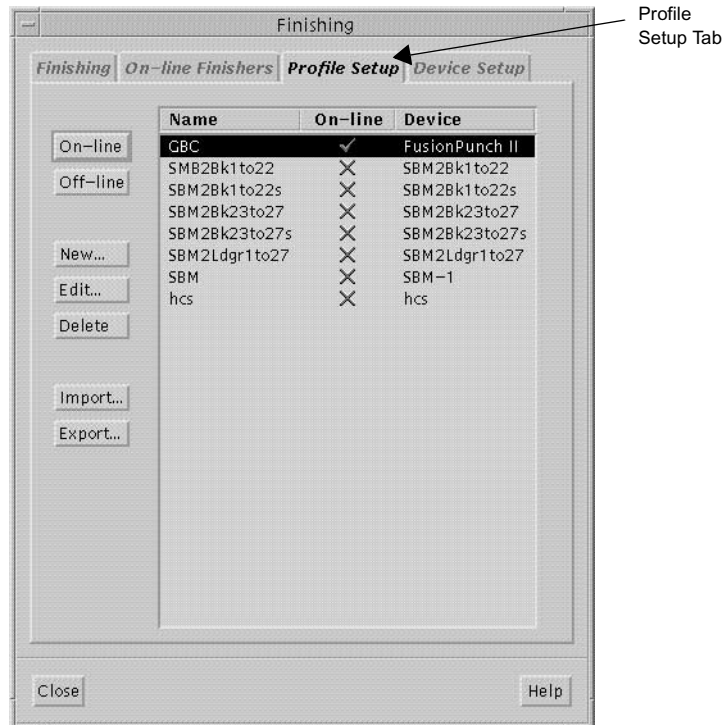 Finishing
Profile
Setup Tab
Finishing On-line Finishers Profile Setup Device Setup
Name On-line Device
On-line
Off-line
New...
Edit...
Delete
Import...
Export...
GBC FusionPunch II
SMB2Bk1to22 SBM2Bk1to22
SBM2Bk1to22s SBM2Bk1to22s
SBM2Bk23to27 SBM2Bk23to27
SBM2Bk23to27s SBM2Bk23to27s
SBM2Ldgr1to27 SBM2Ldgr1to27
SBM SBM-1
hcs hcs
Close Help